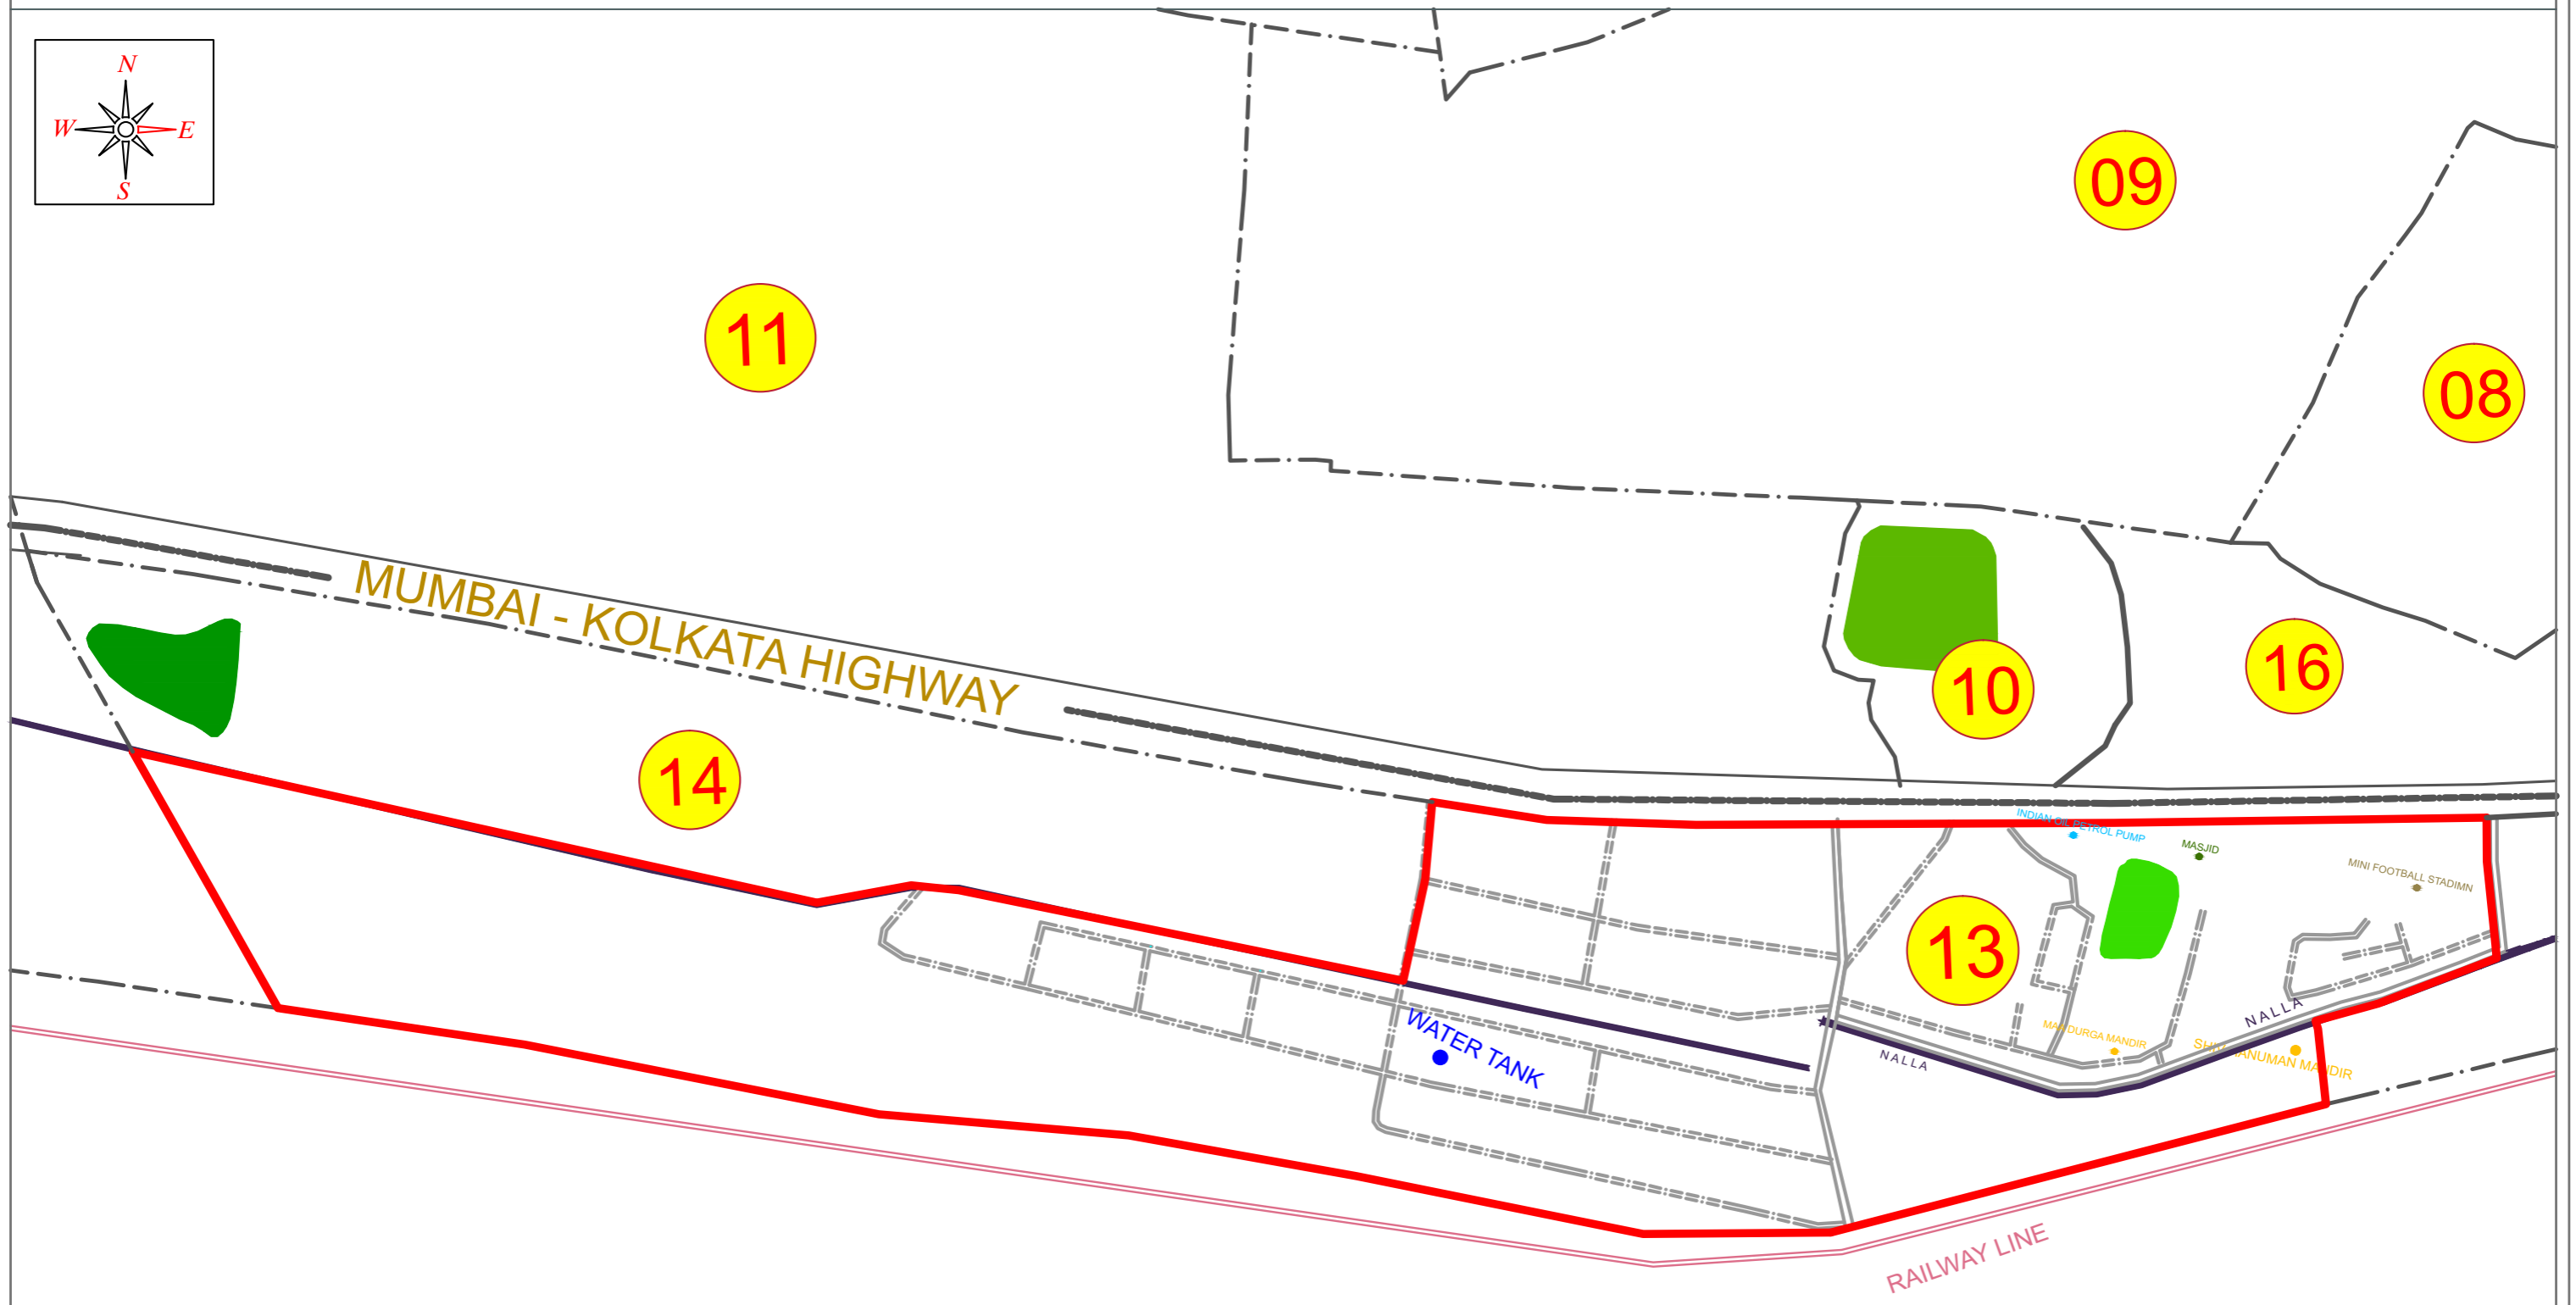 N
W E
S
09
11
08
MUMBAI - KOLKATA HIGHWAY
10
16
14
INDIAN OIL PETROL PUMP
MASJID
MINI FOOTBALL STADIMN
13
NALLA
WATER TANK
MAA DURGA MANDIR
NALLA
SHIV HANUMAN MANDIR
RAILWAY LINE